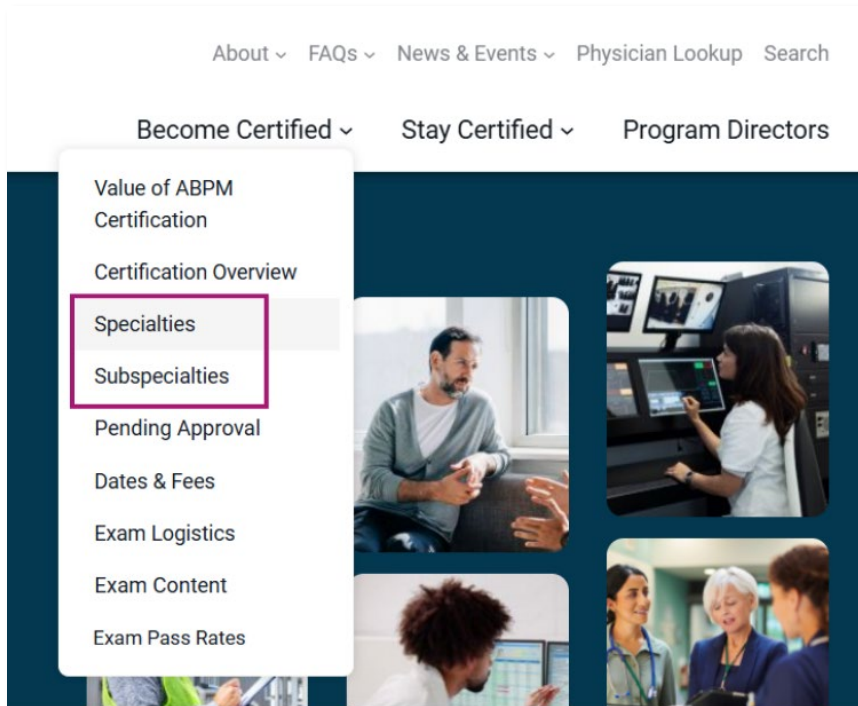 About FAQs News & Events Physician Lookup Search
Become Certified Stay Certified Program Directors
Value of ABPM
Certification
Certification Overview
Specialties
Subspecialties
Pending Approval
Dates & Fees
Exam Logistics
Exam Content
Exam Pass Rates